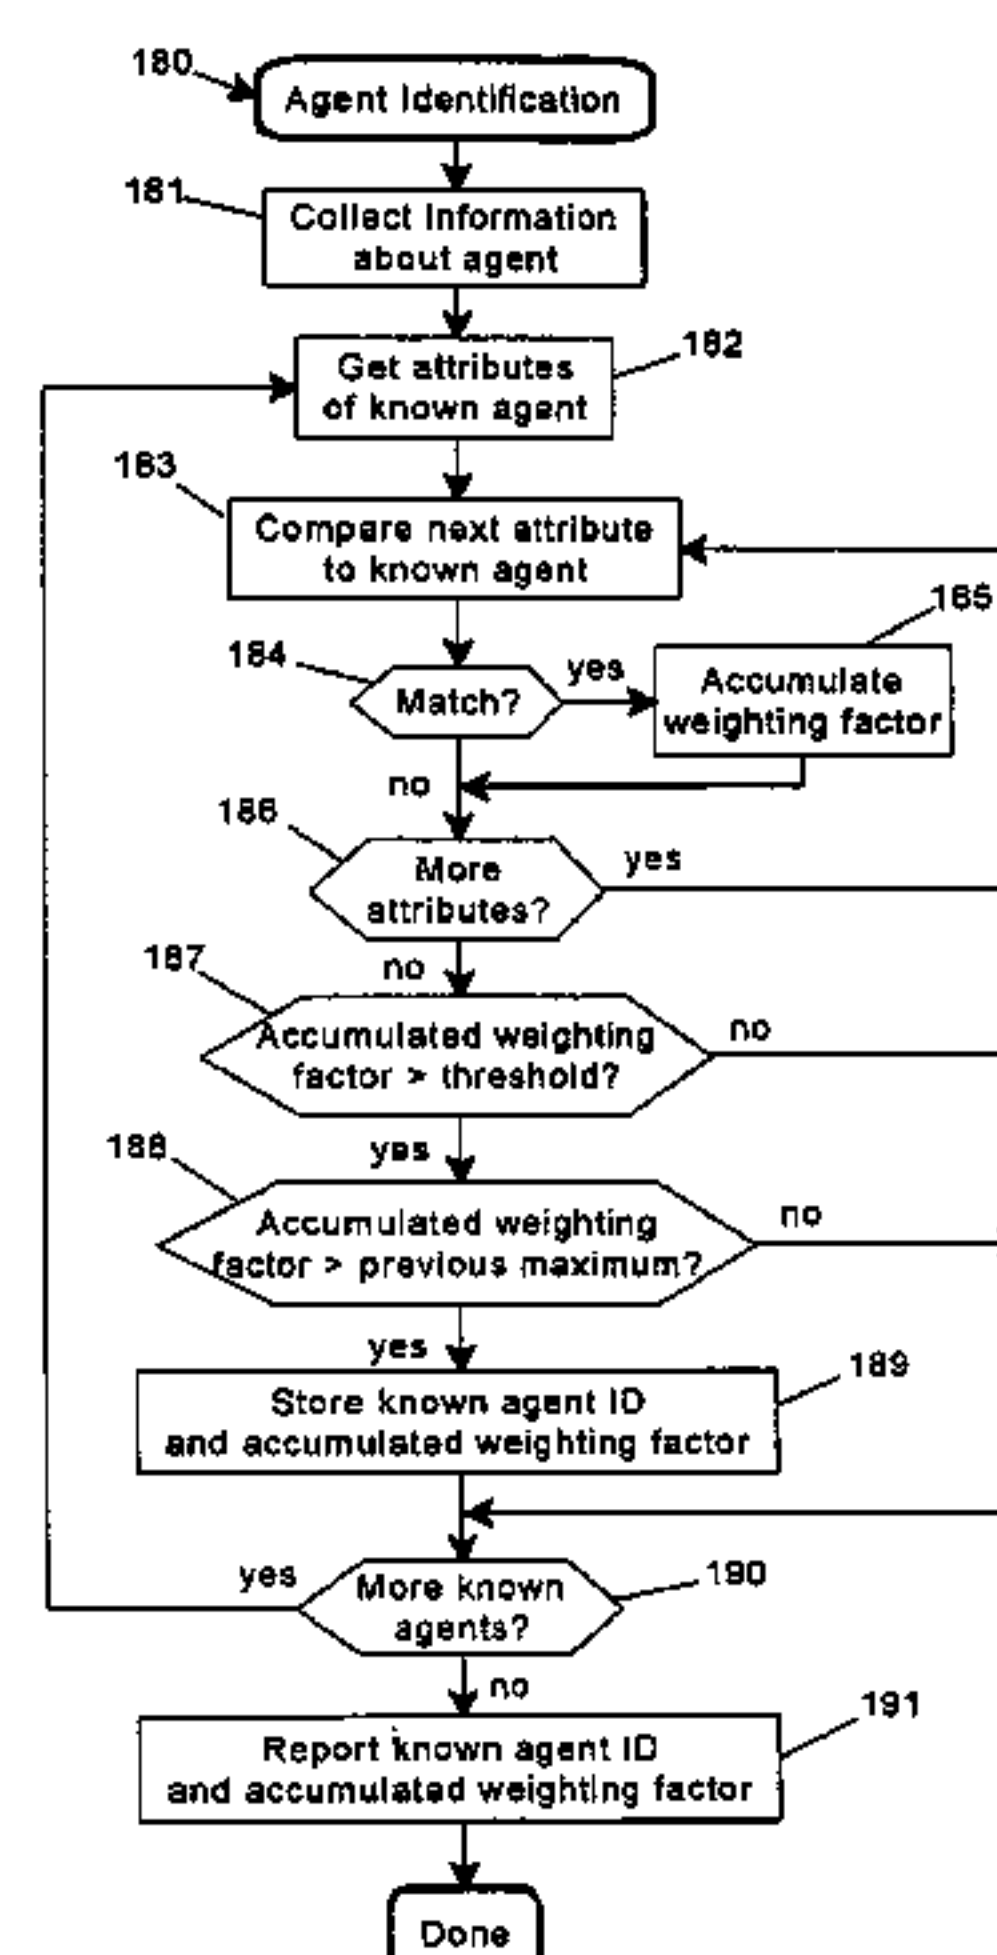 180
Agent Identification
181
Collect Information
about agent
182
Get attributes
of known agent
183
Compare next attribute
to known agent
185
184
Match?
yes
Accumulate
weighting factor
no
186
More
attributes?
yes
no
187
Accumulated weighting
factor > threshold?
no
yes
188
Accumulated weighting
factor > previous maximum?
no
yes
189
Store known agent ID
and accumulated weighting factor
yes
More known
agents?
190
no
191
Report known agent ID
and accumulated weighting factor
Done